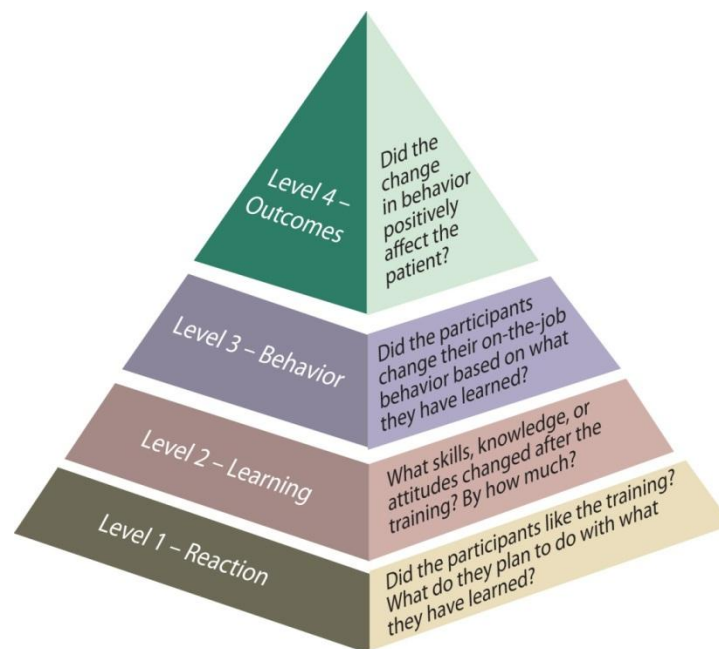 Level 4 –
Outcomes
Did the
change
in behavior
positively
affect the
patient?
Level 3 – Behavior
Did the participants
change their on-the-job
behavior based on what
they have learned?
Level 2 – Learning
What skills, knowledge, or
attitudes changed after the
training? By how much?
Level 1 – Reaction
Did the participants like the training?
What do they plan to do with what
they have learned?